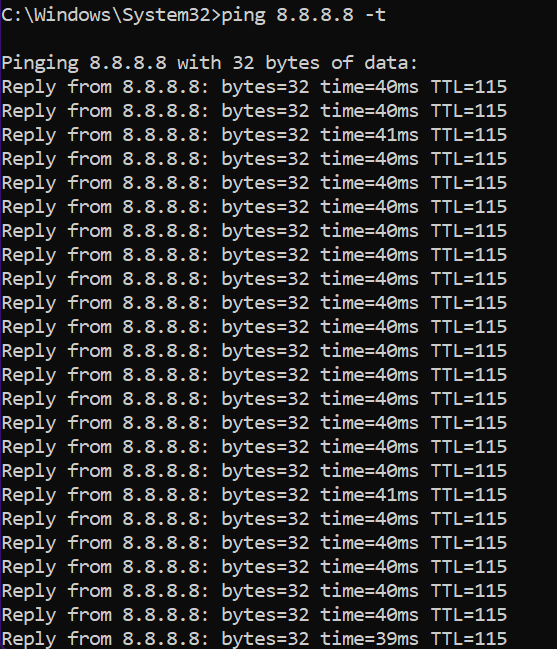 C:\Windows\System32>ping 8.8.8.8 -t
Pinging 8.8.8.8 with 32 bytes of data:
Reply from 8.8.8.8: bytes=32 time=40ms TTL=115
Reply from 8.8.8.8: bytes=32 time=40ms TTL=115
Reply from 8.8.8.8: bytes=32 time=41ms TTL=115
Reply from 8.8.8.8: bytes=32 time=40ms TTL=115
Reply from 8.8.8.8: bytes=32 time=40ms TTL=115
Reply from 8.8.8.8: bytes=32 time=40ms TTL=115
Reply from 8.8.8.8: bytes=32 time=40ms TTL=115
Reply from 8.8.8.8: bytes=32 time=40ms TTL=115
Reply from 8.8.8.8: bytes=32 time=40ms TTL=115
Reply from 8.8.8.8: bytes=32 time=40ms TTL=115
Reply from 8.8.8.8: bytes=32 time=40ms TTL=115
Reply from 8.8.8.8: bytes=32 time=40ms TTL=115
Reply from 8.8.8.8: bytes=32 time=40ms TTL=115
Reply from 8.8.8.8: bytes=32 time=40ms TTL=115
Reply from 8.8.8.8: bytes=32 time=40ms TTL=115
Reply from 8.8.8.8: bytes=32 time=40ms TTL=115
Reply from 8.8.8.8: bytes=32 time=40ms TTL=115
Reply from 8.8.8.8: bytes=32 time=41ms TTL=115
Reply from 8.8.8.8: bytes=32 time=40ms TTL=115
Reply from 8.8.8.8: bytes=32 time=40ms TTL=115
Reply from 8.8.8.8: bytes=32 time=40ms TTL=115
Reply from 8.8.8.8: bytes=32 time=40ms TTL=115
Reply from 8.8.8.8: bytes=32 time=40ms TTL=115
Reply from 8.8.8.8: bytes=32 time=39ms TTL=115